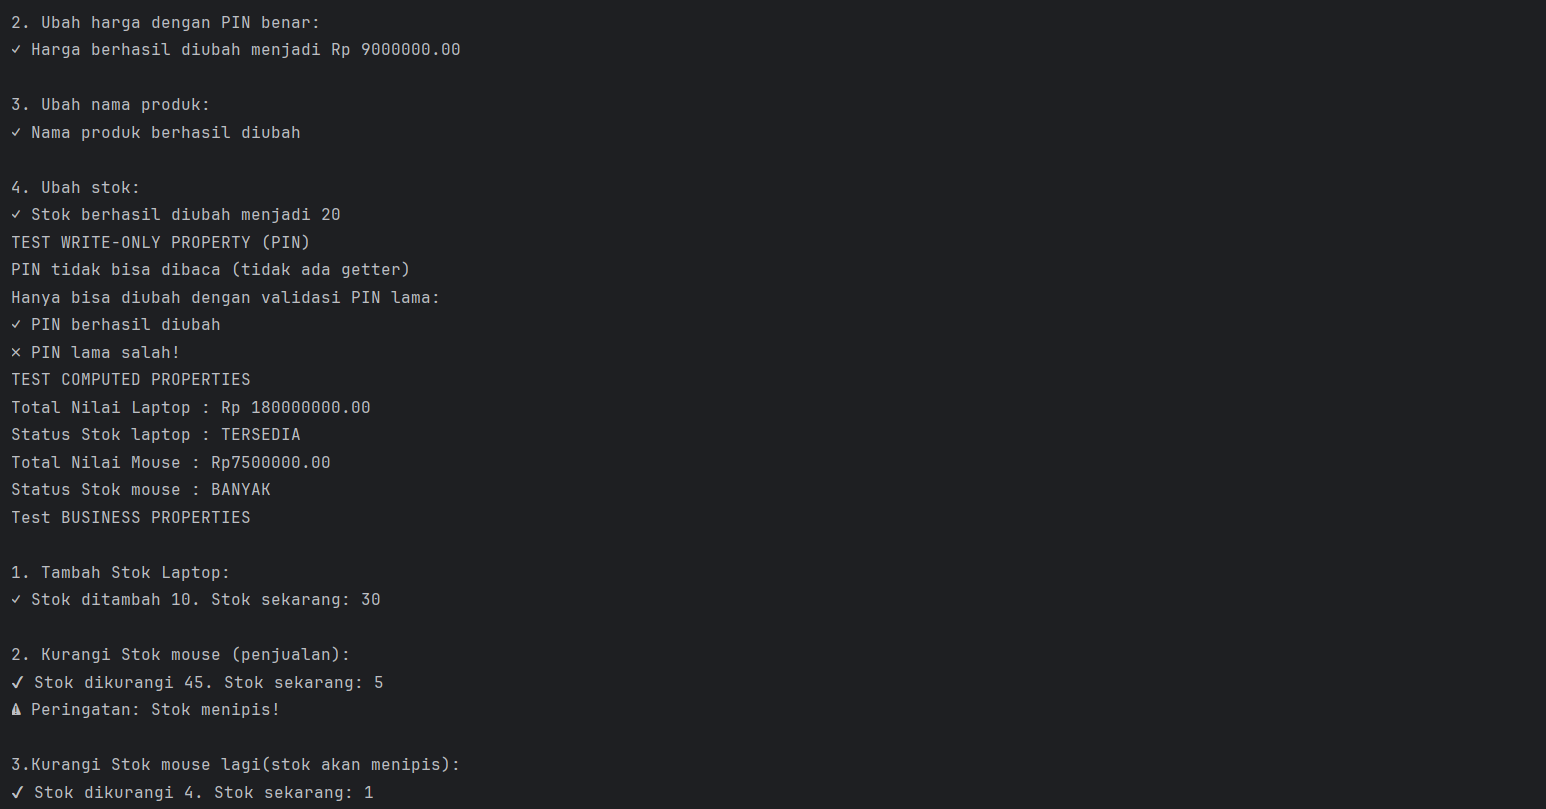 2. Ubah harga dengan PIN benar:
✓ Harga berhasil diubah menjadi Rp 9000000.00
3. Ubah nama produk:
✓ Nama produk berhasil diubah
4. Ubah stok:
✓ Stok berhasil diubah menjadi 20
TEST WRITE-ONLY PROPERTY (PIN)
PIN tidak bisa dibaca (tidak ada getter)
Hanya bisa diubah dengan validasi PIN lama:
✓ PIN berhasil diubah
✗ PIN lama salah!
TEST COMPUTED PROPERTIES
Total Nilai Laptop : Rp 180000000.00
Status Stok laptop : TERSEDIA
Total Nilai Mouse : Rp7500000.00
Status Stok mouse : BANYAK
Test BUSINESS PROPERTIES
1. Tambah Stok Laptop:
✓ Stok ditambah 10. Stok sekarang: 30
2. Kurangi Stok mouse (penjualan):
✔ Stok dikurangi 45. Stok sekarang: 5
⚠ Peringatan: Stok menipis!
3.Kurangi Stok mouse lagi(stok akan menipis):
✔ Stok dikurangi 4. Stok sekarang: 1